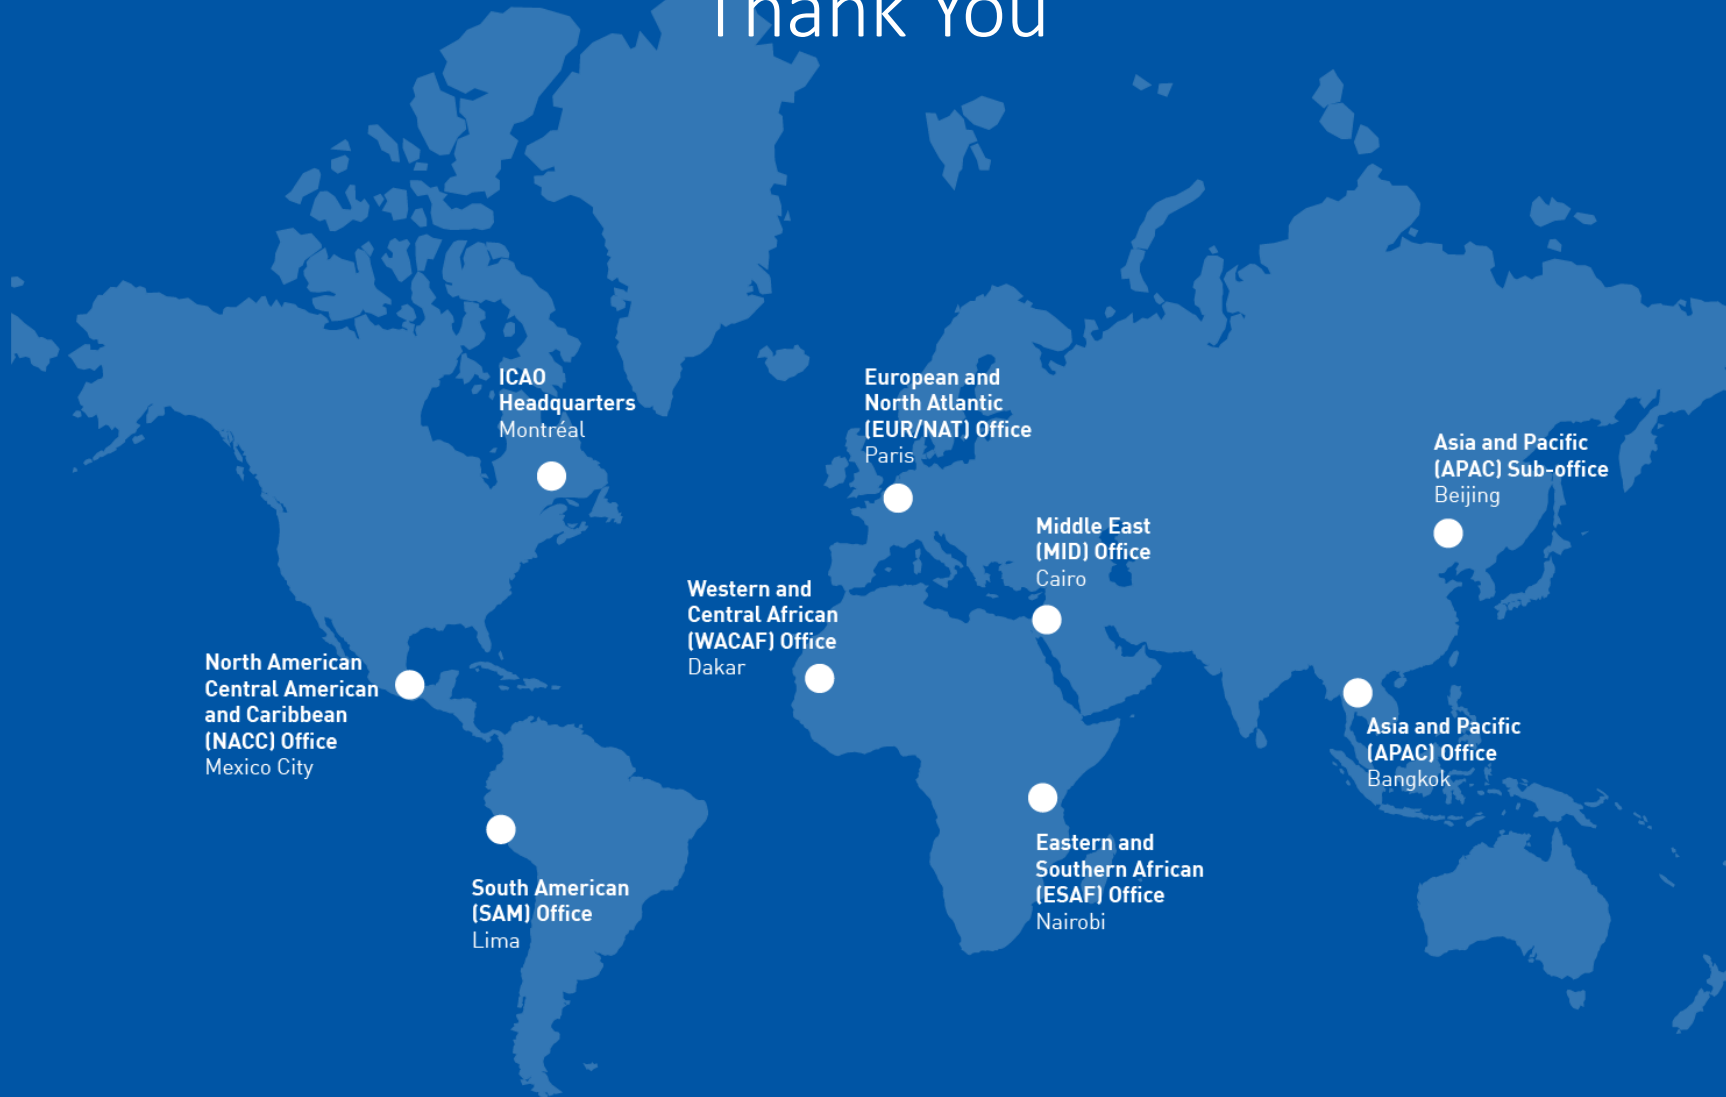 Thank You
ICAO
Headquarters
Montréal
European and
North Atlantic
(EUR/NAT) Office
Paris
Asia and Pacific
(APAC) Sub-office
Beijing
Middle East
(MID) Office
Cairo
Western and
Central African
(WACAF) Office
Dakar
North American
Central American
and Caribbean
(NACC) Office
Mexico City
Asia and Pacific
(APAC) Office
Bangkok
South American
(SAM) Office
Lima
Eastern and
Southern African
(ESAF) Office
Nairobi